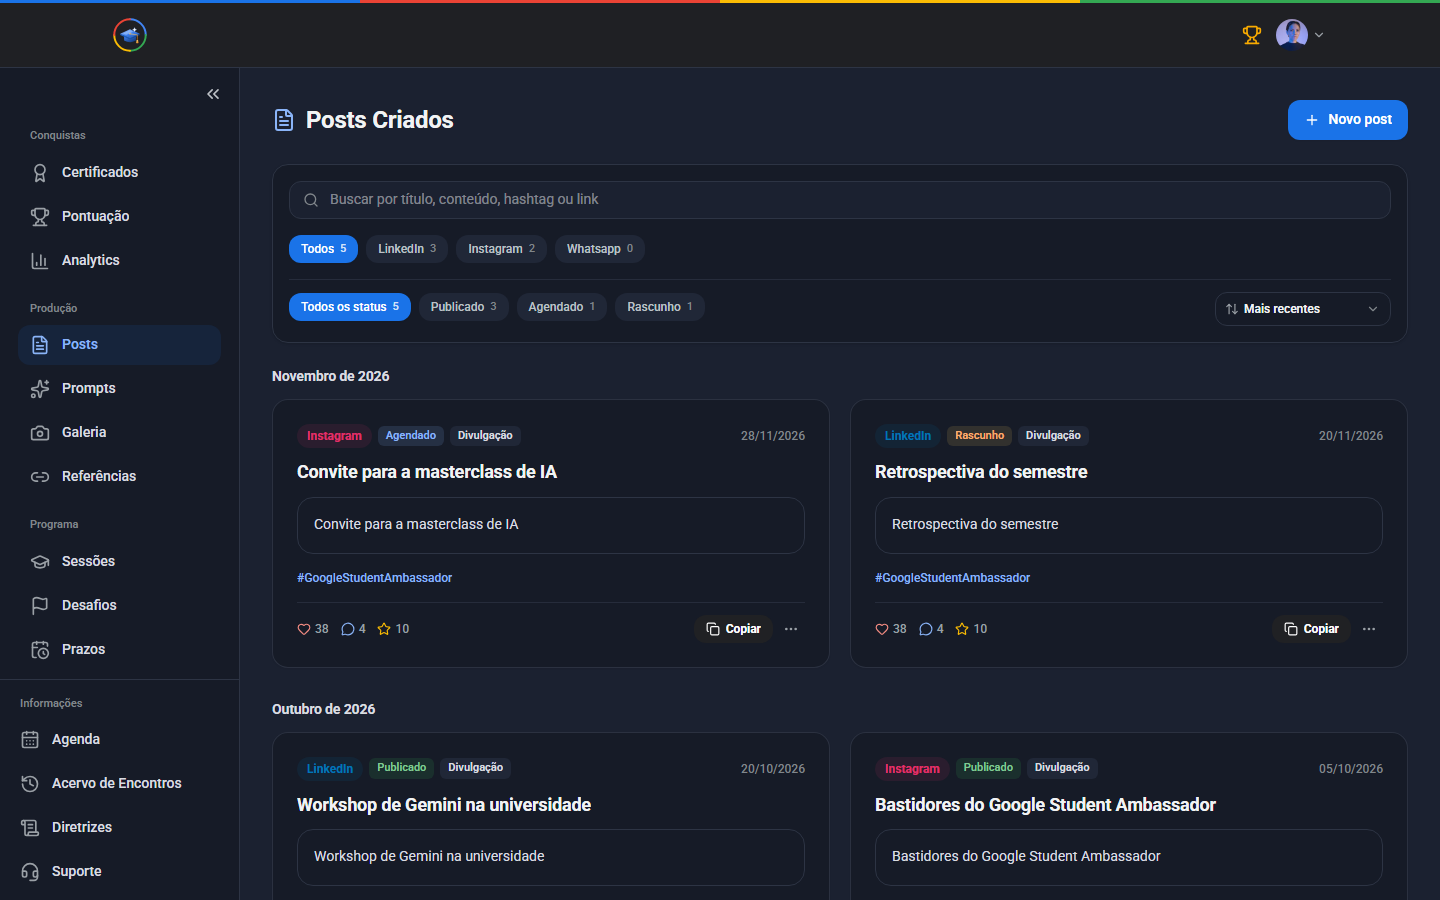 Conquistas
Certificados
Pontuação
Analytics
Produção
Posts
Prompts
Galeria
Referências
Programa
Sessões
Desafios
Prazos
Informações
Agenda
Acervo de Encontros
Diretrizes
Suporte
Posts Criados
Novo post
Buscar por título, conteúdo, hashtag ou link
Todos 5 LinkedIn 3 Instagram 2 Whatsapp 0
Todos os status 5 Publicado 3 Agendado 1 Rascunho 1 Mais recentes
Novembro de 2026
Instagram Agendado Divulgação 28/11/2026
Convite para a masterclass de IA
Convite para a masterclass de IA
#GoogleStudentAmbassador
38 4 10 Copiar
LinkedIn Rascunho Divulgação 20/11/2026
Retrospectiva do semestre
Retrospectiva do semestre
#GoogleStudentAmbassador
38 4 10 Copiar
Outubro de 2026
LinkedIn Publicado Divulgação 20/10/2026
Workshop de Gemini na universidade
Workshop de Gemini na universidade
Instagram Publicado Divulgação 05/10/2026
Bastidores do Google Student Ambassador
Bastidores do Google Student Ambassador